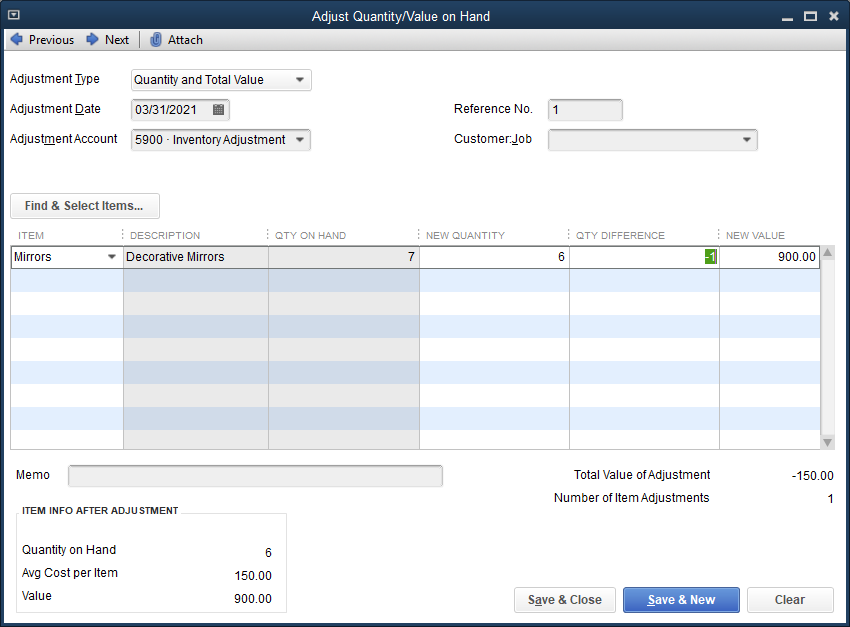 Adjust Quantity/Value on Hand
Previous Next Attach
Adjustment Type Quantity and Total Value
Adjustment Date 03/31/2021 Reference No. 1
Adjustment Account 5900 · Inventory Adjustment Customer:Job
Find & Select Items...
ITEM DESCRIPTION QTY ON HAND NEW QUANTITY QTY DIFFERENCE NEW VALUE
Mirrors Decorative Mirrors 7 6 -1 900.00
Memo Total Value of Adjustment -150.00
Number of Item Adjustments 1
ITEM INFO AFTER ADJUSTMENT
Quantity on Hand 6
Avg Cost per Item 150.00
Value 900.00
Save & Close Save & New Clear